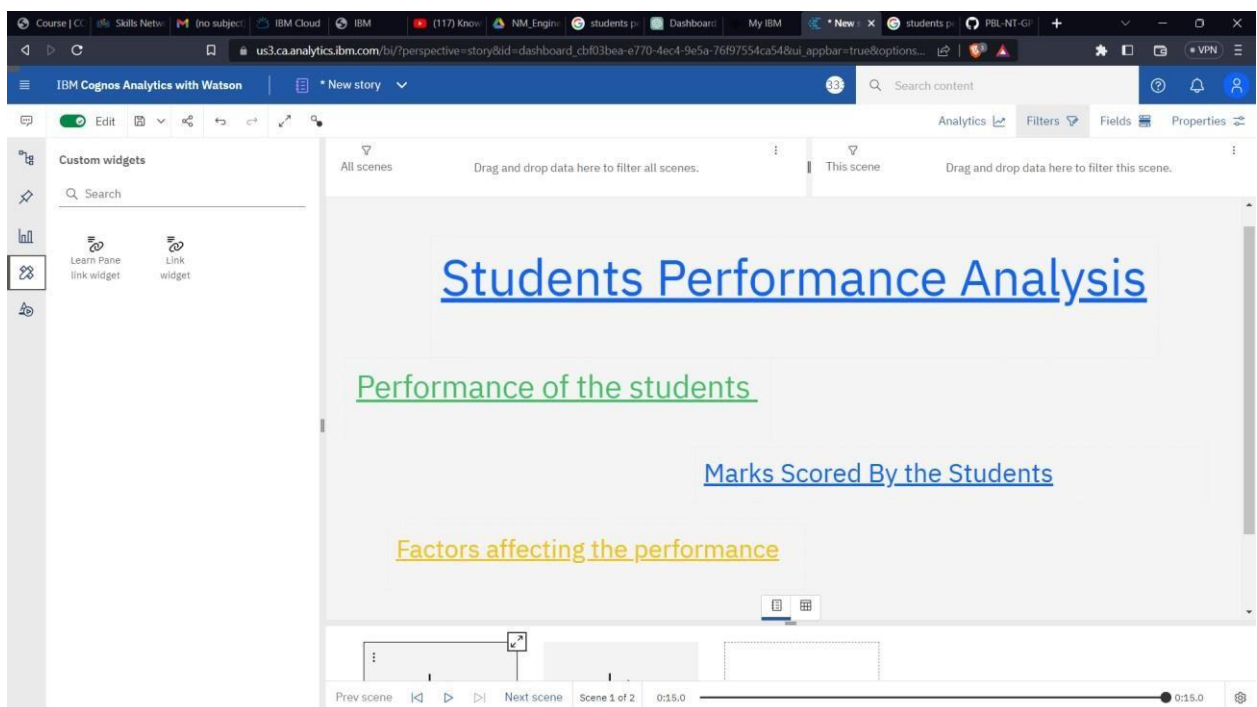 Course | CC
Skills Netw
(no subject)
IBM Cloud
IBM
(117) Know
NM_Engine
students pe
Dashboard
My IBM
* New s
students pe
PBL-NT-GP
us3.ca.analytics.ibm.com/bi/?perspective=story&id=dashboard_cbf03bea-e770-4ec4-9e5a-76f97554ca54&ui_appbar=true&options...
VPN
IBM Cognos Analytics with Watson
* New story
Search content
Edit
Analytics
Filters
Fields
Properties
Custom widgets
Search
Learn Pane
link widget
Link
widget
All scenes
Drag and drop data here to filter all scenes.
This scene
Drag and drop data here to filter this scene.
Students Performance Analysis
Performance of the students
Marks Scored By the Students
Factors affecting the performance
Prev scene
Next scene
Scene 1 of 2
0:15.0
0:15.0